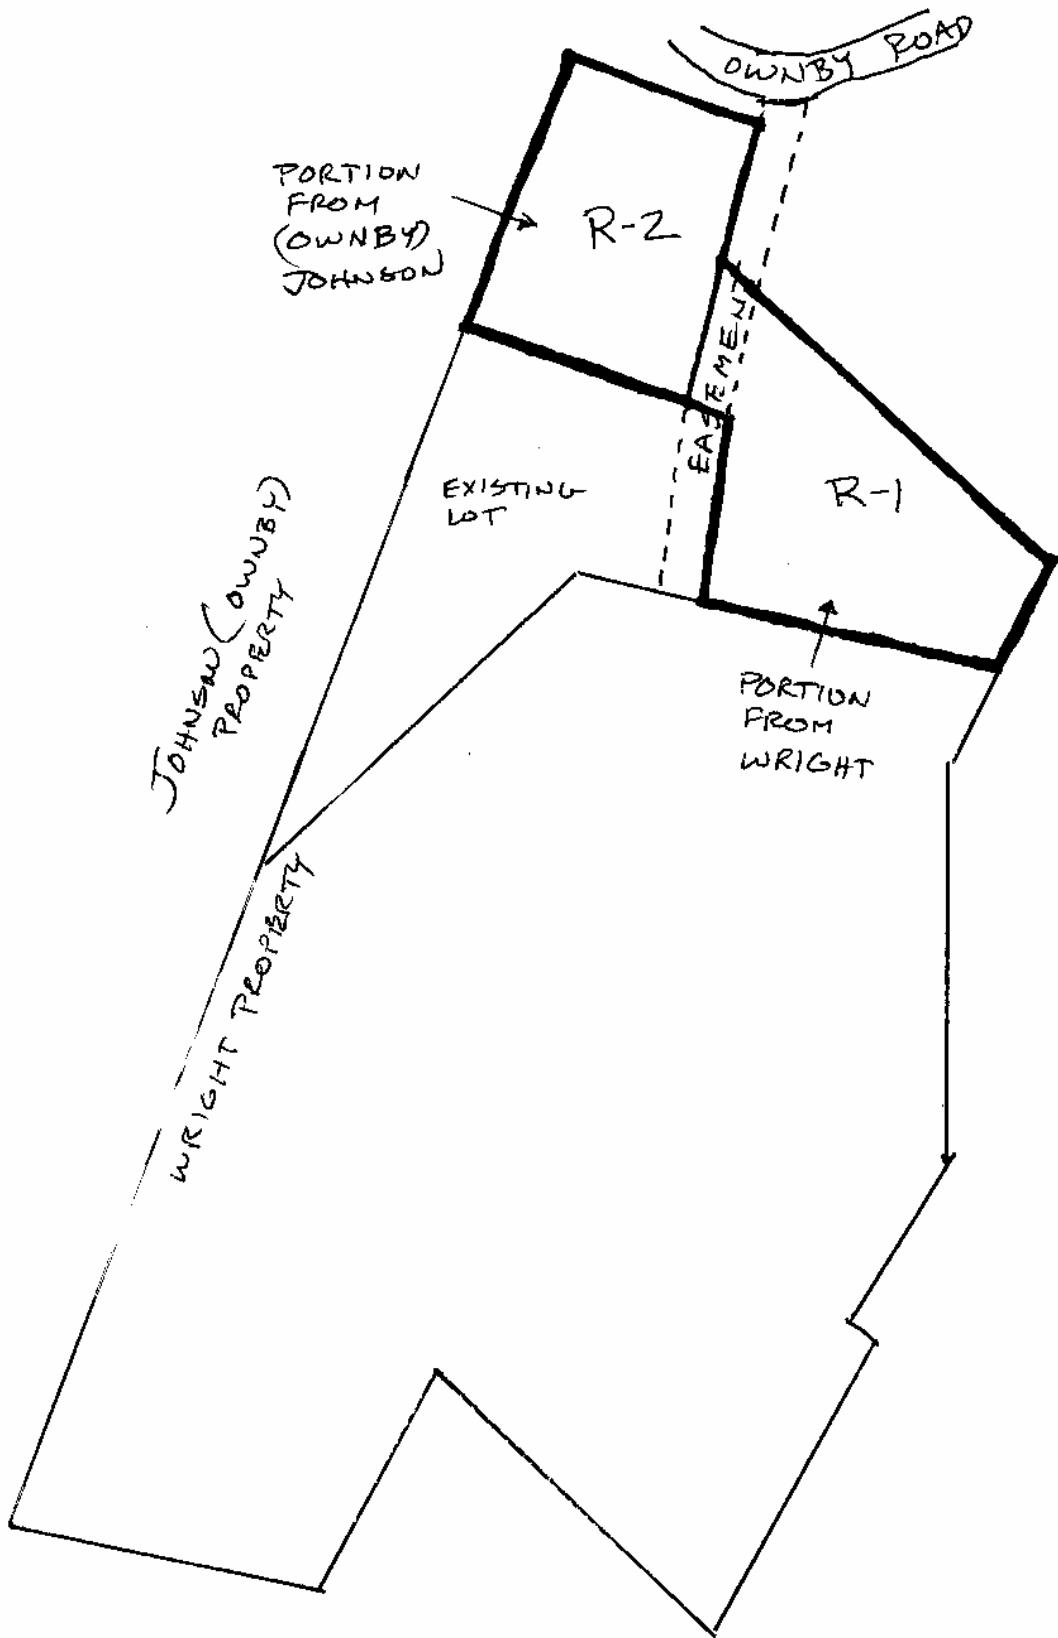 OWNBY ROAD
PORTION
FROM
(OWNBY)
JOHNSON
R-2
EASEMENT
EXISTING
LOT
R-1
JOHNSON (OWNBY)
PROPERTY
PORTION
FROM
WRIGHT
WRIGHT PROPERTY